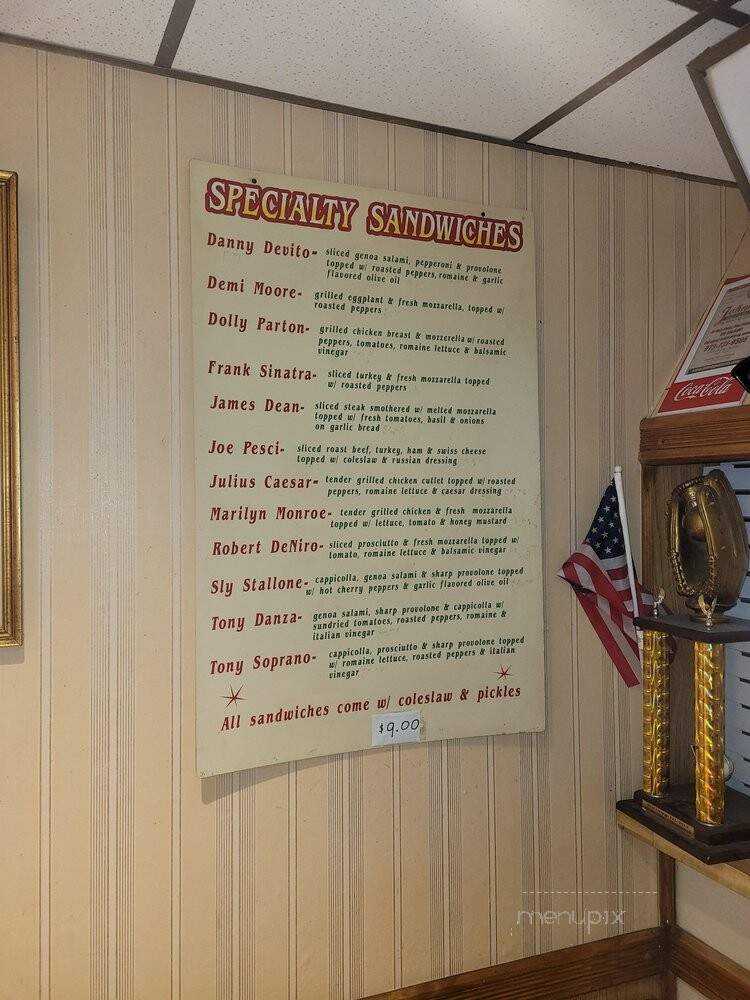 SPECIALTY SANDWICHES
Danny Devito- sliced genoa salami, pepperoni & provolone
topped w/ roasted peppers, romaine & garlic
flavored olive oil
Demi Moore- grilled eggplant & fresh mozzarella, topped w/
roasted peppers
Dolly Parton- grilled chicken breast & mozzerella w/ roasted
peppers, tomatoes, romaine lettuce & balsamic
vinegar
Frank Sinatra- sliced turkey & fresh mozzarella topped
w/ roasted peppers
James Dean- sliced steak smothered w/ melted mozzarella
topped w/ fresh tomatoes, basil & onions
on garlic bread
Joe Pesci- sliced roast beef, turkey, ham & swiss cheese
topped w/ coleslaw & russian dressing
Julius Caesar- tender grilled chicken cutlet topped w/ roasted
peppers, romaine lettuce & caesar dressing
Marilyn Monroe- tender grilled chicken & fresh mozzarella
topped w/ lettuce, tomato & honey mustard
Robert DeNiro- sliced prosciutto & fresh mozzarella topped w/
tomato, romaine lettuce & balsamic vinegar
Sly Stallone- cappicolla, genoa salami & sharp provolone topped
w/ hot cherry peppers & garlic flavored olive oil
Tony Danza- genoa salami, sharp provolone & cappicolla w/
sundried tomatoes, roasted peppers, romaine &
italian vinegar
Tony Soprano- cappicolla, prosciutto & sharp provolone topped
w/ romaine lettuce, roasted peppers & italian
vinegar
All sandwiches come w/ coleslaw & pickles
$9.00
Coca-Cola
menupix